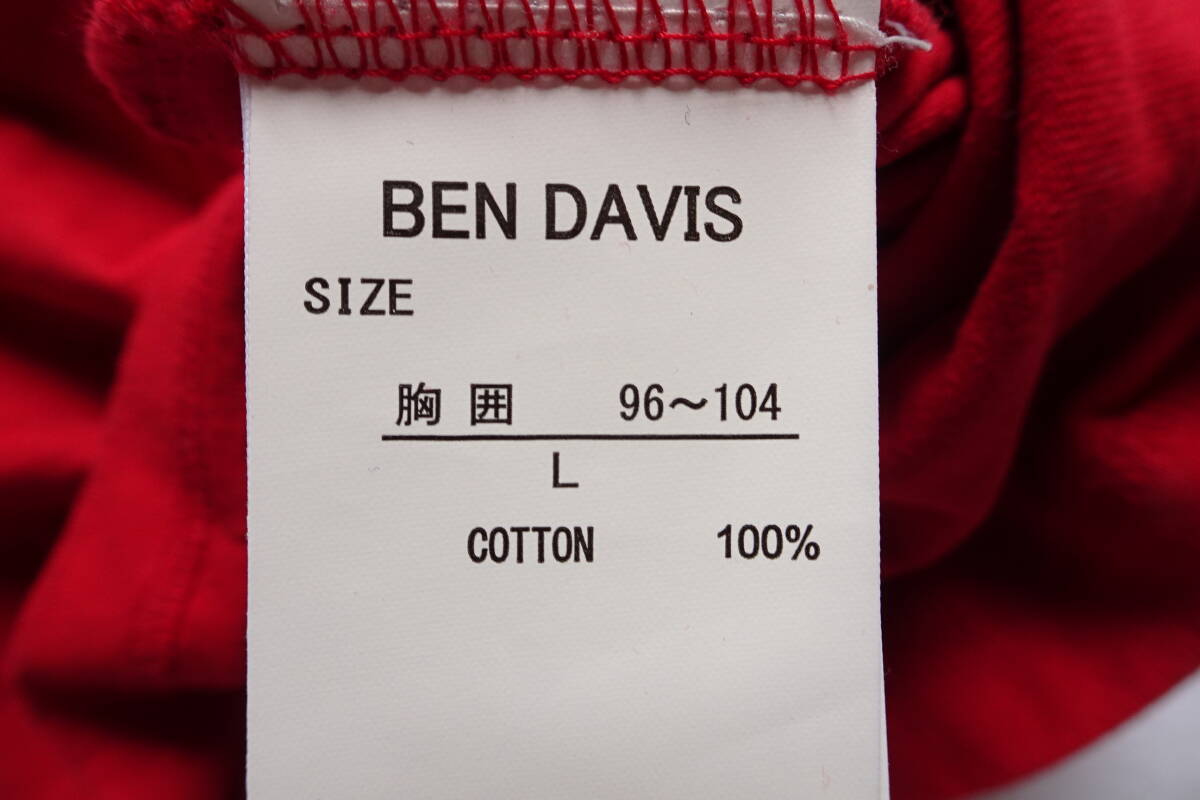 BEN DAVIS
SIZE
胸 囲 96～104
L
COTTON 100%